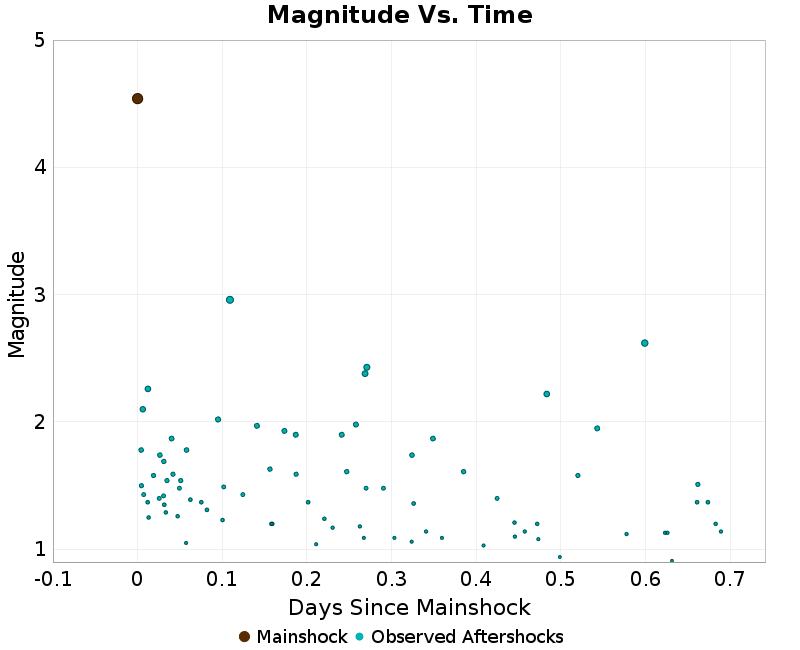 Magnitude Vs. Time
5
4
3
2
1
Magnitude
-0.1 0 0.1 0.2 0.3 0.4 0.5 0.6 0.7
Days Since Mainshock
Mainshock Observed Aftershocks